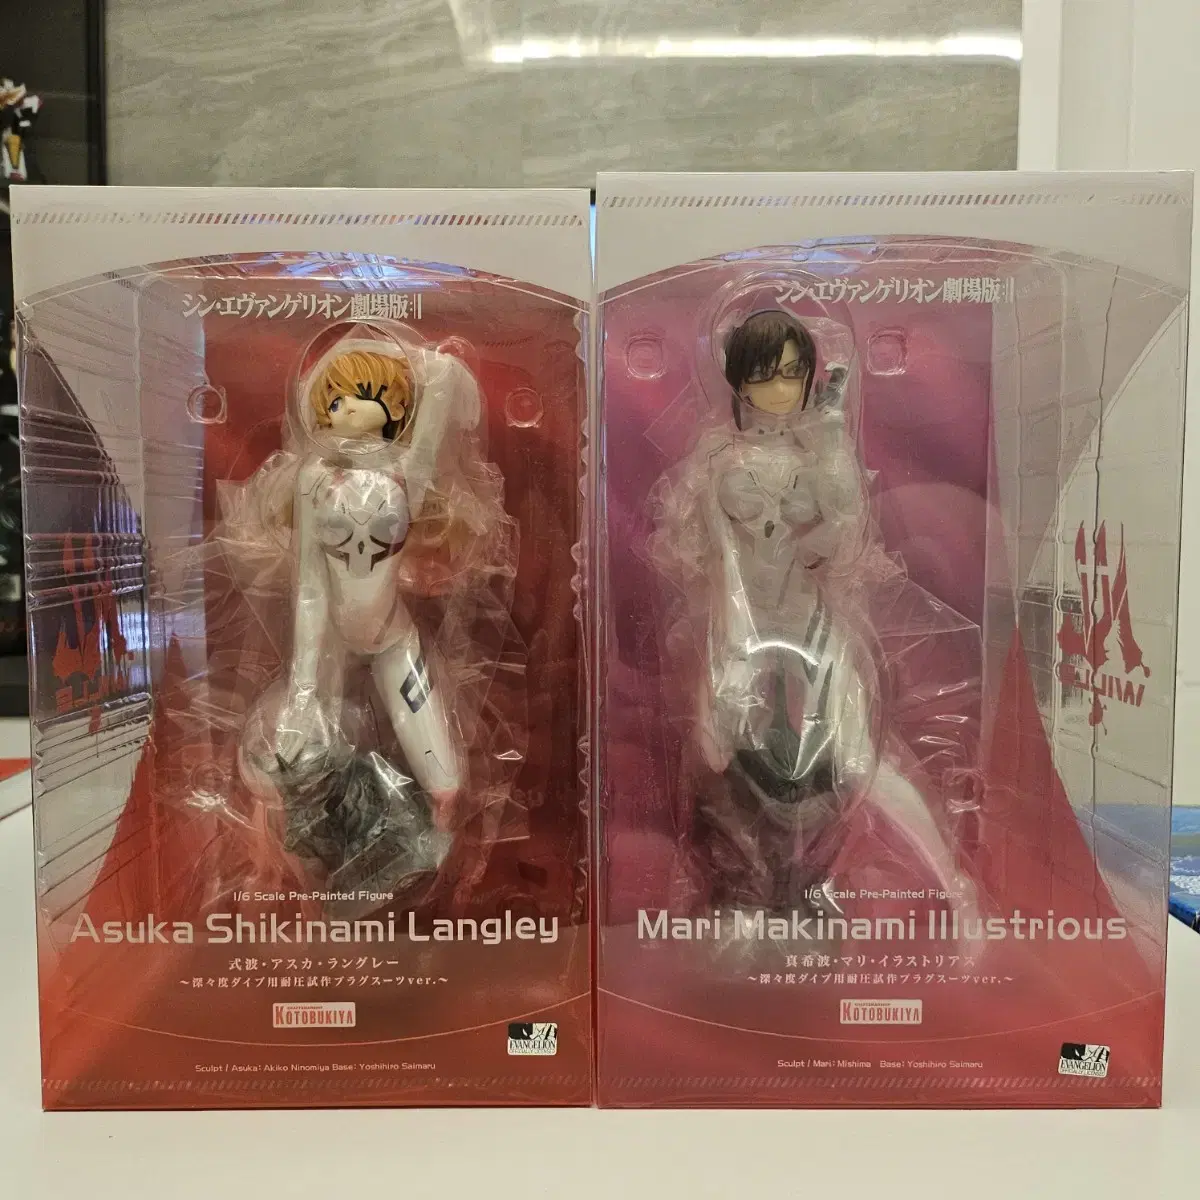 シン・エヴァンゲリオン劇場版:||
1/6 Scale Pre-Painted Figure
Asuka Shikinami Langley
式波・アスカ・ラングレー
～深々度ダイブ用耐圧試作プラグスーツver.～
KOTOBUKIYA
EVANGELION
OFFICIALLY LICENSED
Sculpt / Asuka: Akiko Ninomiya Base: Yoshihiro Saimaru
シン・エヴァンゲリオン劇場版:||
1/6 Scale Pre-Painted Figure
Mari Makinami Illustrious
真希波・マリ・イラストリアス
～深々度ダイブ用耐圧試作プラグスーツver.～
KOTOBUKIYA
EVANGELION
OFFICIALLY LICENSED
Sculpt / Mari: Mishima Base: Yoshihiro Saimaru